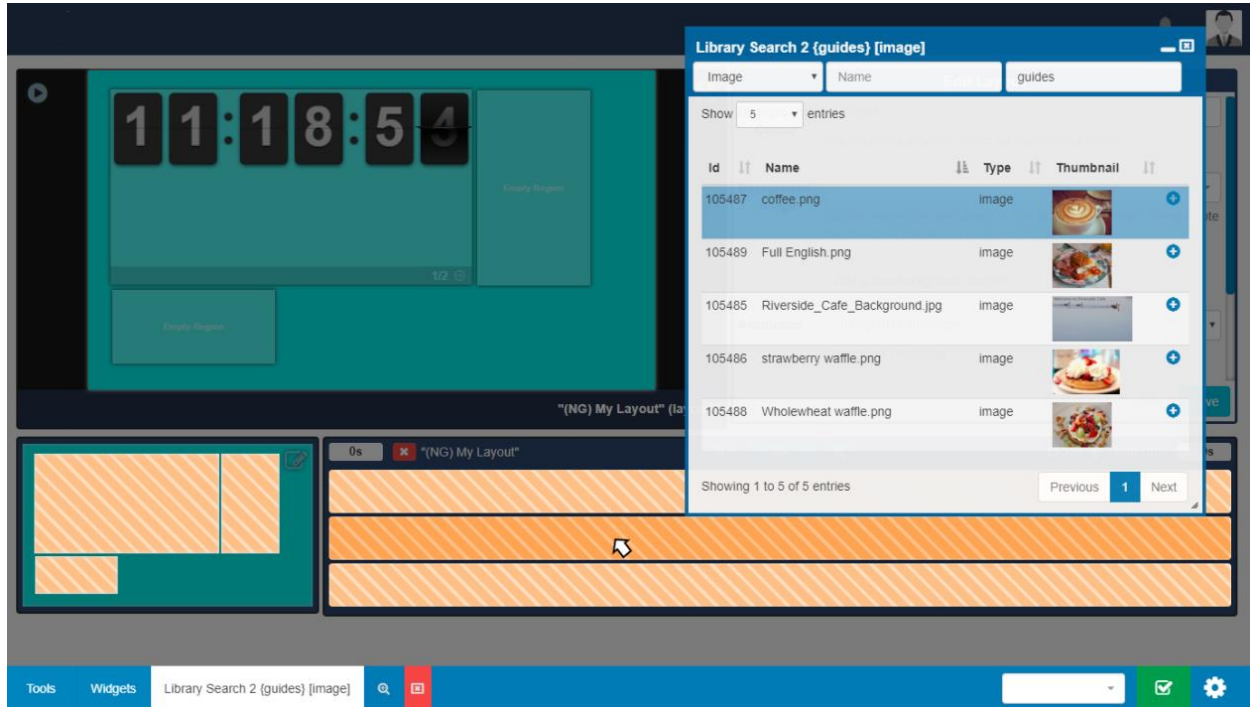 Library Search 2 {guides} [image]
Image
Name
guides
Show 5 entries
Id Name Type Thumbnail
105487 coffee.png image
105489 Full English.png image
105485 Riverside_Cafe_Background.jpg image
105486 strawberry waffle.png image
105488 Wholewheat waffle.png image
Showing 1 to 5 of 5 entries
Previous 1 Next
11:18:54
Empty Region
1/2
Empty Region
"(NG) My Layout" (la
0s "(NG) My Layout"
Tools Widgets Library Search 2 {guides} [image]